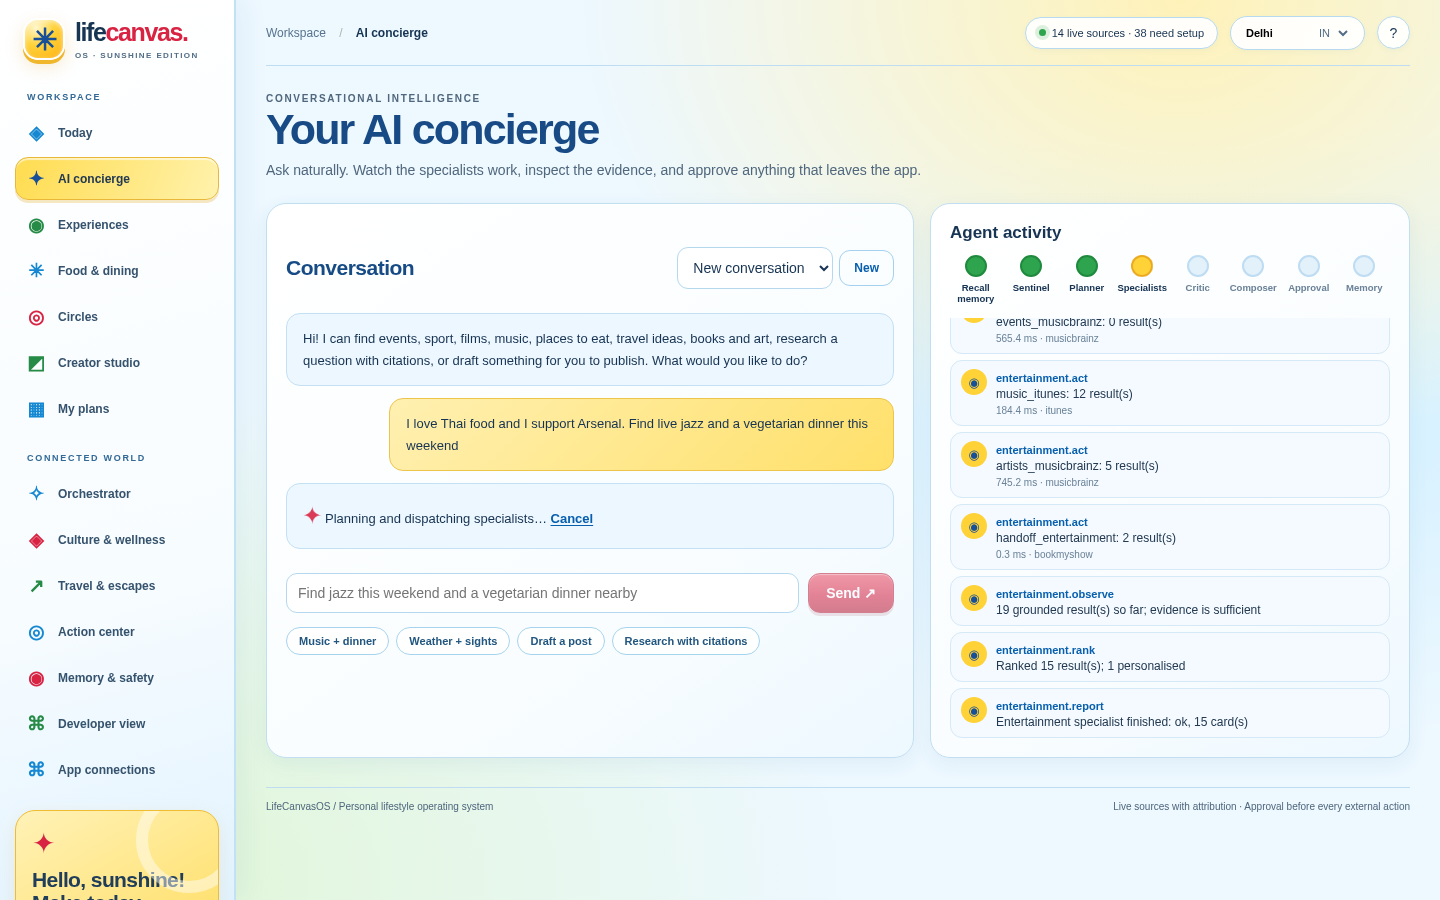 lifecanvas.
OS · SUNSHINE EDITION
WORKSPACE
Today
AI concierge
Experiences
Food & dining
Circles
Creator studio
My plans
CONNECTED WORLD
Orchestrator
Culture & wellness
Travel & escapes
Action center
Memory & safety
Developer view
App connections
Hello, sunshine!
Workspace / AI concierge
14 live sources · 38 need setup
Delhi IN
?
CONVERSATIONAL INTELLIGENCE
Your AI concierge
Ask naturally. Watch the specialists work, inspect the evidence, and approve anything that leaves the app.
Conversation
New conversation
New
Hi! I can find events, sport, films, music, places to eat, travel ideas, books and art, research a
question with citations, or draft something for you to publish. What would you like to do?
I love Thai food and I support Arsenal. Find live jazz and a vegetarian dinner this
weekend
Planning and dispatching specialists… Cancel
Find jazz this weekend and a vegetarian dinner nearby
Send ↗
Music + dinner
Weather + sights
Draft a post
Research with citations
Agent activity
Recall
memory
Sentinel
Planner
Specialists
Critic
Composer
Approval
Memory
events_musicbrainz: 0 result(s)
565.4 ms · musicbrainz
entertainment.act
music_itunes: 12 result(s)
184.4 ms · itunes
entertainment.act
artists_musicbrainz: 5 result(s)
745.2 ms · musicbrainz
entertainment.act
handoff_entertainment: 2 result(s)
0.3 ms · bookmyshow
entertainment.observe
19 grounded result(s) so far; evidence is sufficient
entertainment.rank
Ranked 15 result(s); 1 personalised
entertainment.report
Entertainment specialist finished: ok, 15 card(s)
LifeCanvasOS / Personal lifestyle operating system
Live sources with attribution · Approval before every external action